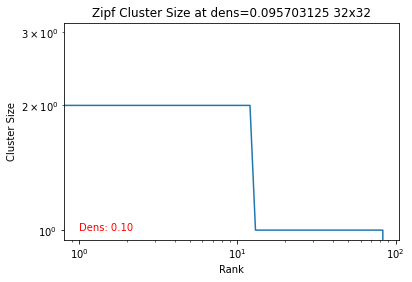 Zipf Cluster Size at dens=0.095703125 32x32
Cluster Size
3 × 10⁰
2 × 10⁰
10⁰
Dens: 0.10
10⁰ 10¹ 10²
Rank